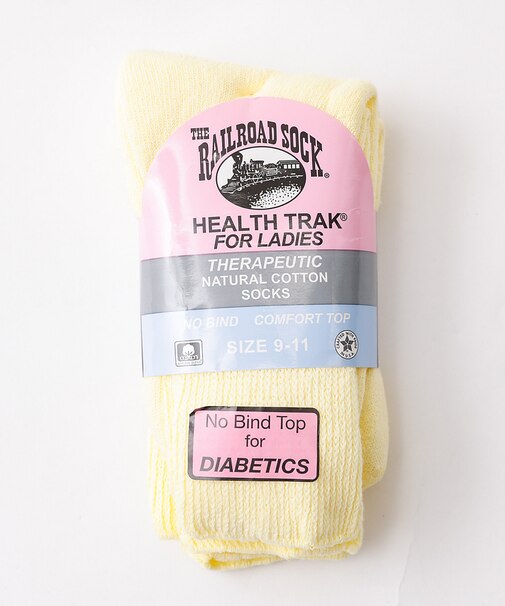 THE
RAILROAD SOCK®
HEALTH TRAK®
FOR LADIES
THERAPEUTIC
NATURAL COTTON
SOCKS
NO BIND COMFORT TOP
SIZE 9-11
No Bind Top
for
DIABETICS